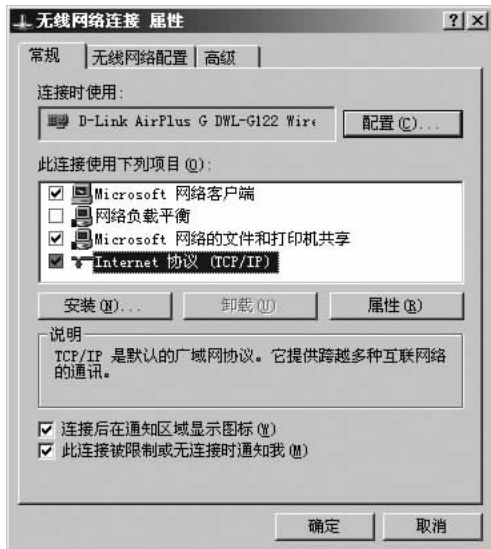 无线网络连接 属性
常规 无线网络配置 高级
连接时使用:
D-Link AirPlus G DWL-G122 Wire
配置(C)...
此连接使用下列项目(O):
Microsoft 网络客户端
网络负载平衡
Microsoft 网络的文件和打印机共享
Internet 协议 (TCP/IP)
安装(N)... 卸载(U) 属性(R)
说明
TCP/IP 是默认的广域网协议。它提供跨越多种互联网络
的通讯。
连接后在通知区域显示图标(W)
此连接被限制或无连接时通知我(M)
确定 取消